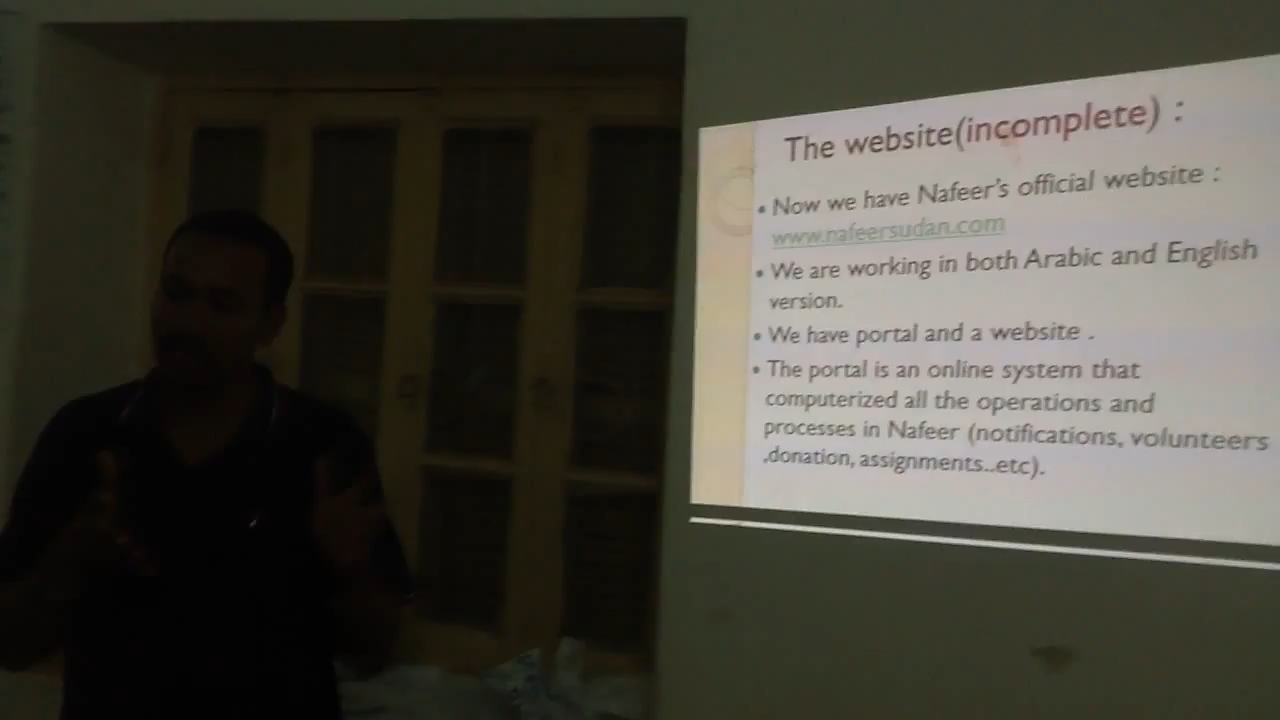 The website(incomplete) :
• Now we have Nafeer's official website :
www.nafeersudan.com
• We are working in both Arabic and English
version.
• We have portal and a website .
• The portal is an online system that
computerized all the operations and
processes in Nafeer (notifications, volunteers
,donation, assignments..etc).